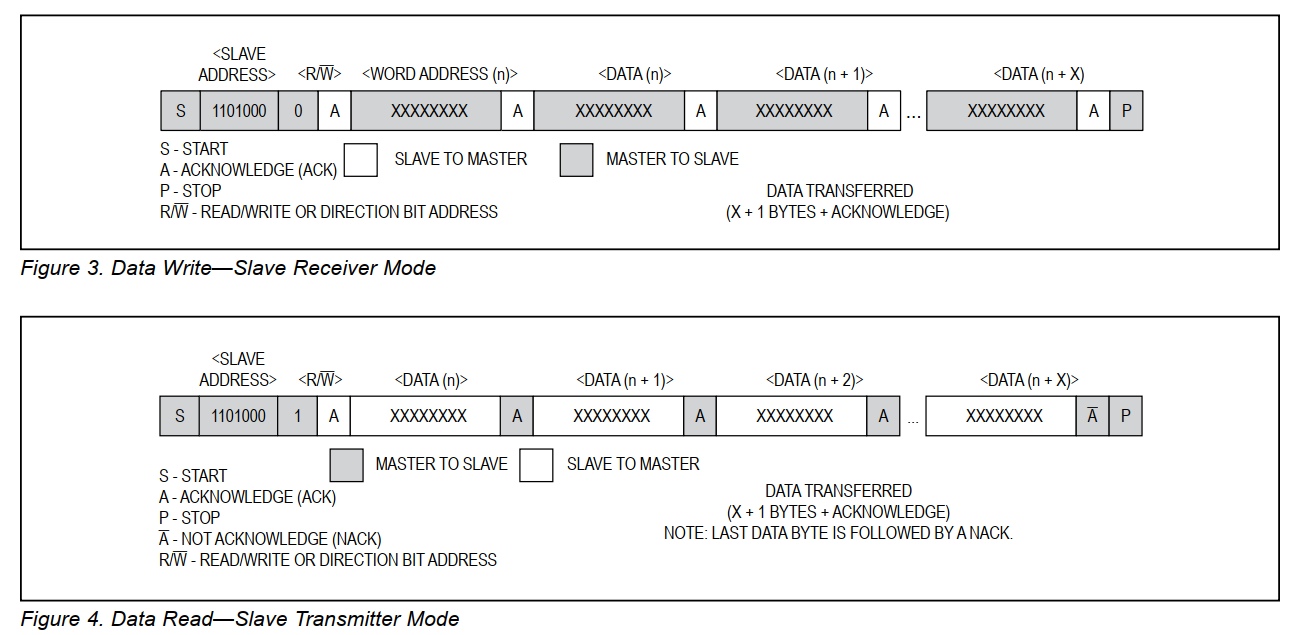 <SLAVE
ADDRESS> <R/W̅> <WORD ADDRESS (n)> <DATA (n)> <DATA (n + 1)> <DATA (n + X)
S 1101000 0 A XXXXXXXX A XXXXXXXX A XXXXXXXX A ... XXXXXXXX A P
S - START
A - ACKNOWLEDGE (ACK) SLAVE TO MASTER MASTER TO SLAVE
P - STOP DATA TRANSFERRED
R/W̅ - READ/WRITE OR DIRECTION BIT ADDRESS (X + 1 BYTES + ACKNOWLEDGE)
Figure 3. Data Write—Slave Receiver Mode
<SLAVE
ADDRESS> <R/W̅> <DATA (n)> <DATA (n + 1)> <DATA (n + 2)> <DATA (n + X)>
S 1101000 1 A XXXXXXXX A XXXXXXXX A XXXXXXXX A ... XXXXXXXX A̅ P
MASTER TO SLAVE SLAVE TO MASTER
S - START
A - ACKNOWLEDGE (ACK) DATA TRANSFERRED
P - STOP (X + 1 BYTES + ACKNOWLEDGE)
A̅ - NOT ACKNOWLEDGE (NACK) NOTE: LAST DATA BYTE IS FOLLOWED BY A NACK.
R/W̅ - READ/WRITE OR DIRECTION BIT ADDRESS
Figure 4. Data Read—Slave Transmitter Mode